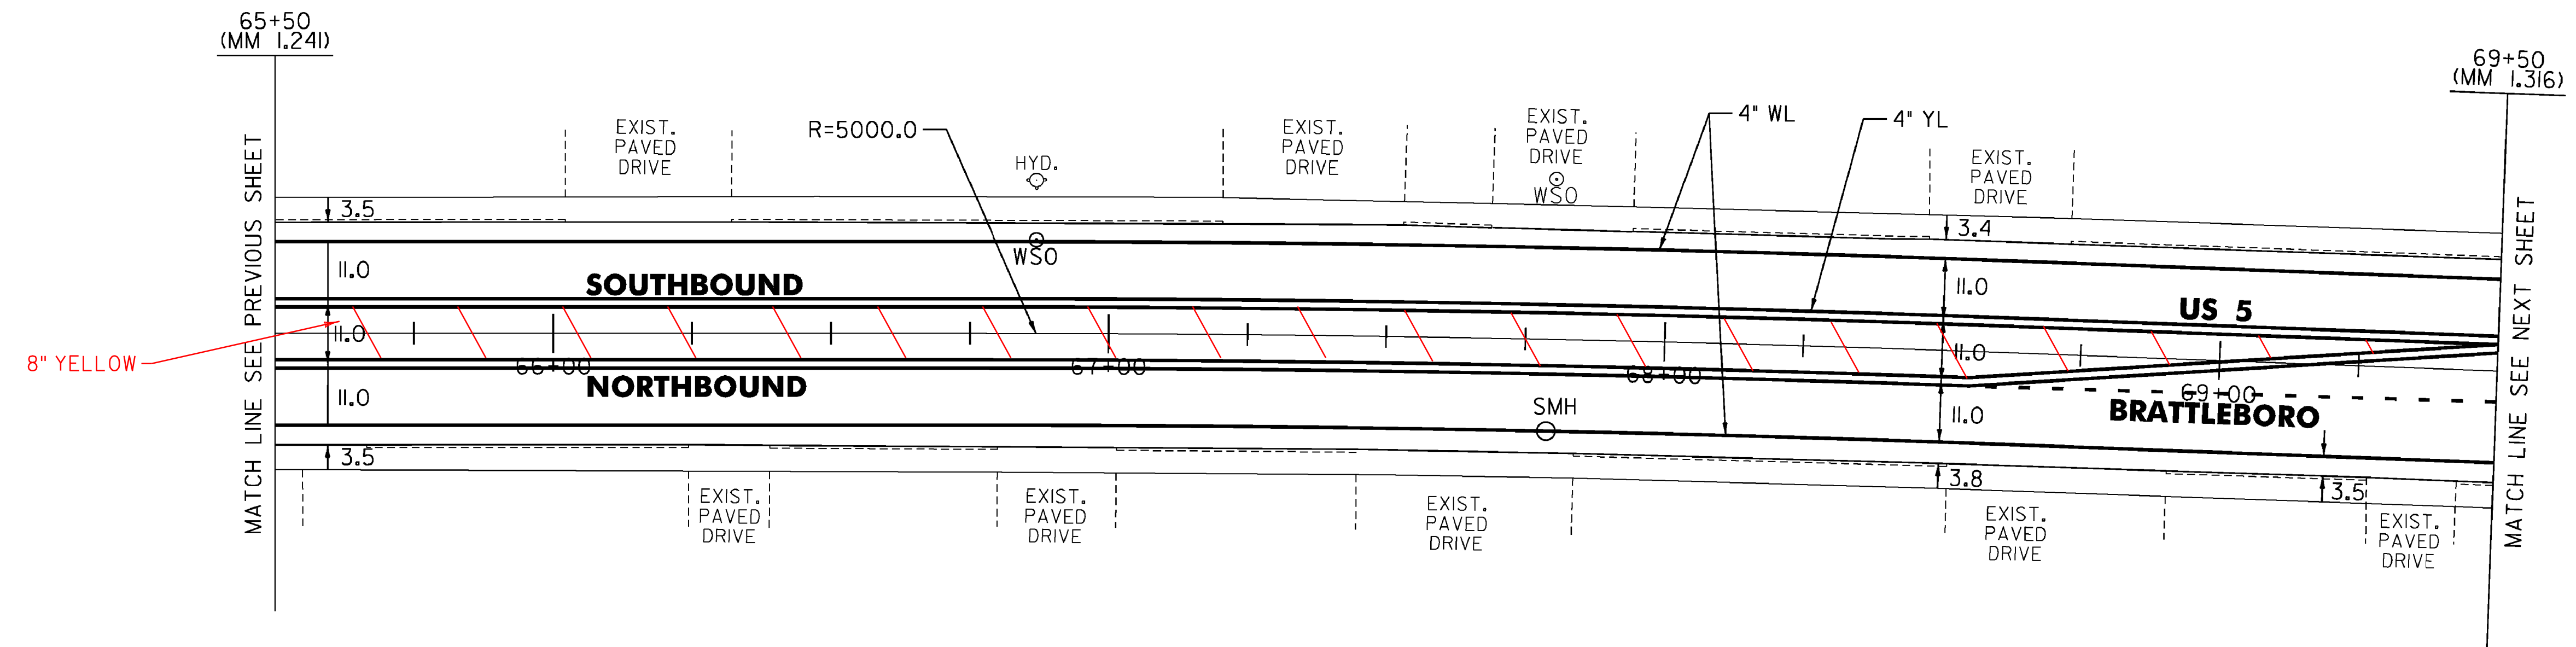 65+50
(MM 1.241)
69+50
(MM 1.316)
MATCH LINE SEE PREVIOUS SHEET
EXIST.
PAVED
DRIVE
R=5000.0
HYD.
EXIST.
PAVED
DRIVE
EXIST.
PAVED
DRIVE
WSO
4" WL
4" YL
EXIST.
PAVED
DRIVE
MATCH LINE SEE NEXT SHEET
3.5
3.4
WSO
11.0
SOUTHBOUND
11.0
US 5
8" YELLOW
11.0
11.0
66+00
67+00
68+00
69+00
NORTHBOUND
11.0
SMH
11.0
BRATTLEBORO
3.5
3.8
3.5
EXIST.
PAVED
DRIVE
EXIST.
PAVED
DRIVE
EXIST.
PAVED
DRIVE
EXIST.
PAVED
DRIVE
EXIST.
PAVED
DRIVE